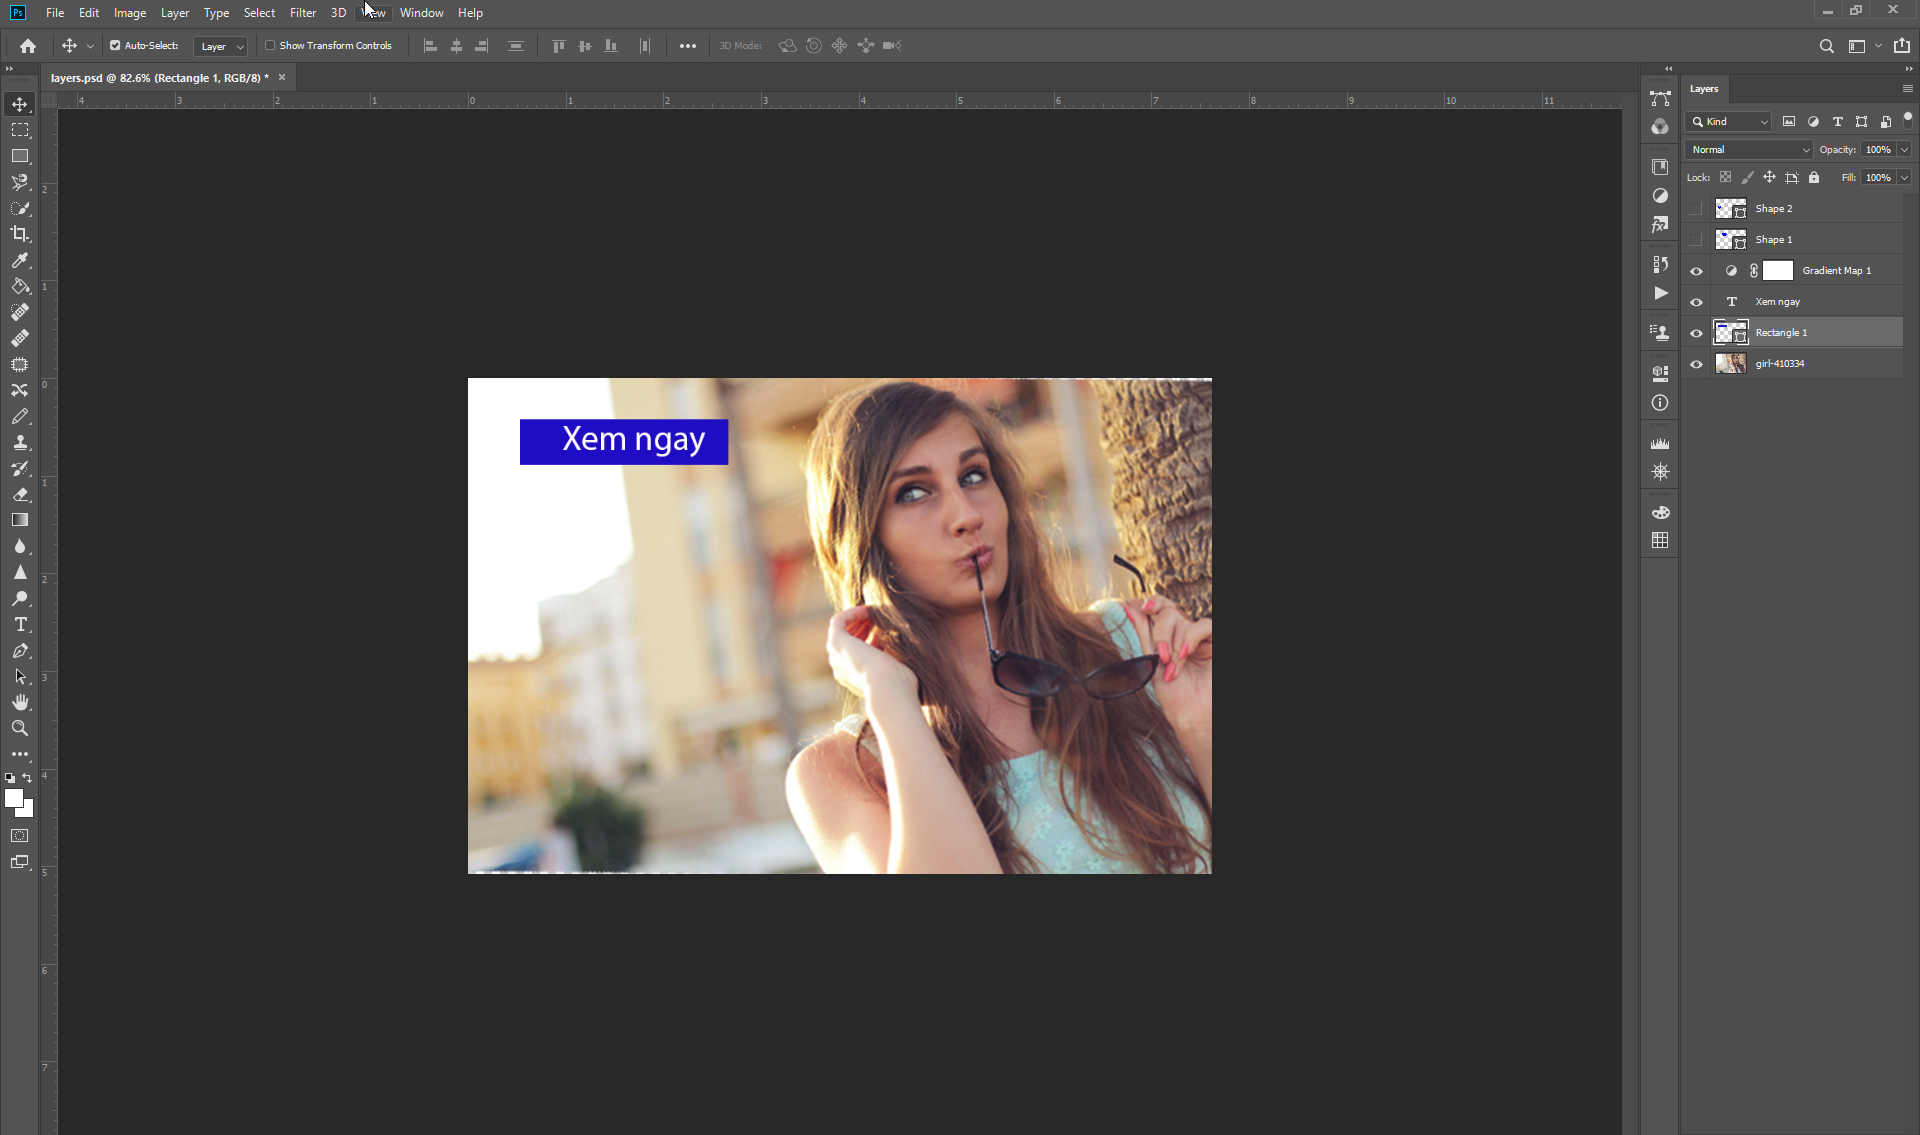 Ps File Edit Image Layer Type Select Filter 3D View Window Help
Auto-Select: Layer Show Transform Controls 3D Mode:
layers.psd @ 82.6% (Rectangle 1, RGB/8) * ×
4 3 2 1 0 1 2 3 4 5 6 7 8 9 10 11
2
1
0
1
2
3
4
5
6
7
Xem ngay
Layers
Kind
Normal Opacity: 100%
Lock: Fill: 100%
Shape 2
Shape 1
Gradient Map 1
Xem ngay
Rectangle 1
girl-410334